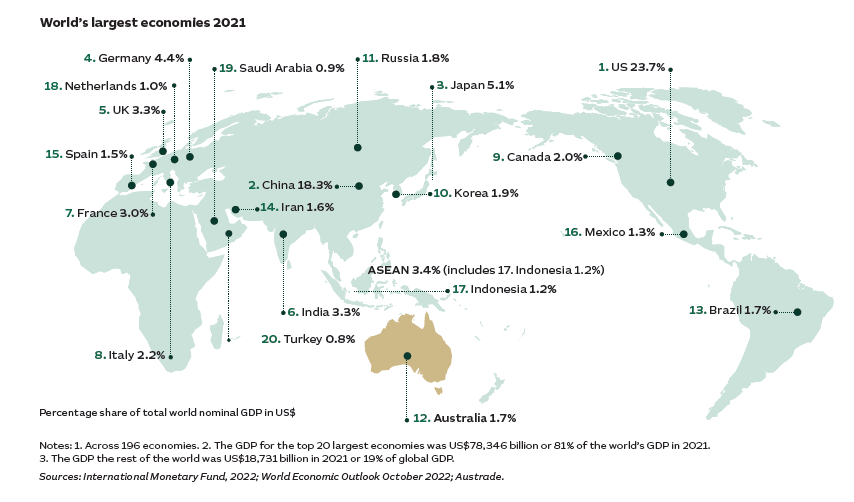 World's largest economies 2021
4. Germany 4.4%
11. Russia 1.8%
1. US 23.7%
19. Saudi Arabia 0.9%
18. Netherlands 1.0%
3. Japan 5.1%
5. UK 3.3%
15. Spain 1.5%
9. Canada 2.0%
2. China 18.3%
10. Korea 1.9%
14. Iran 1.6%
7. France 3.0%
16. Mexico 1.3%
ASEAN 3.4% (includes 17. Indonesia 1.2%)
17. Indonesia 1.2%
6. India 3.3%
13. Brazil 1.7%
20. Turkey 0.8%
8. Italy 2.2%
Percentage share of total world nominal GDP in US$
12. Australia 1.7%
Notes: 1. Across 196 economies. 2. The GDP for the top 20 largest economies was US$78,346 billion or 81% of the world's GDP in 2021.
3. The GDP the rest of the world was US$18,731 billion in 2021 or 19% of global GDP.
Sources: International Monetary Fund, 2022; World Economic Outlook October 2022; Austrade.